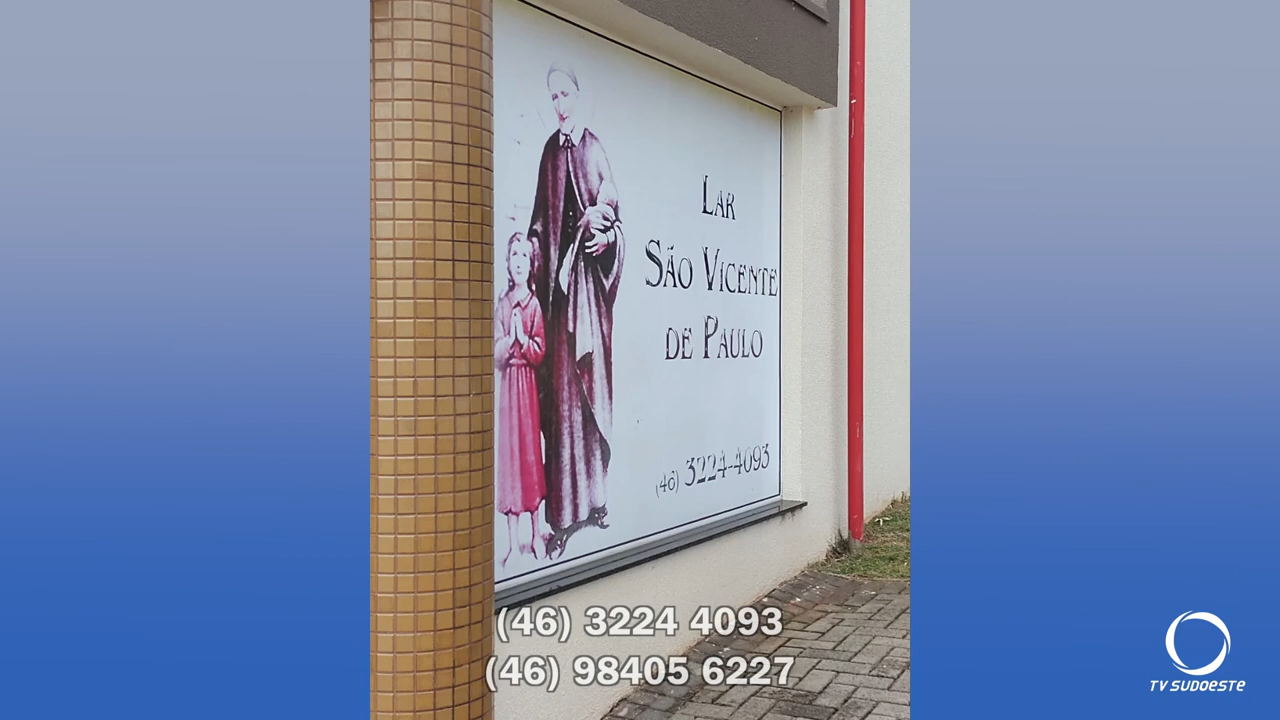 LAR
SÃO VICENTE
DE PAULO
(46) 3224-4093
(46) 3224 4093
(46) 98405 6227
TV SUDOESTE